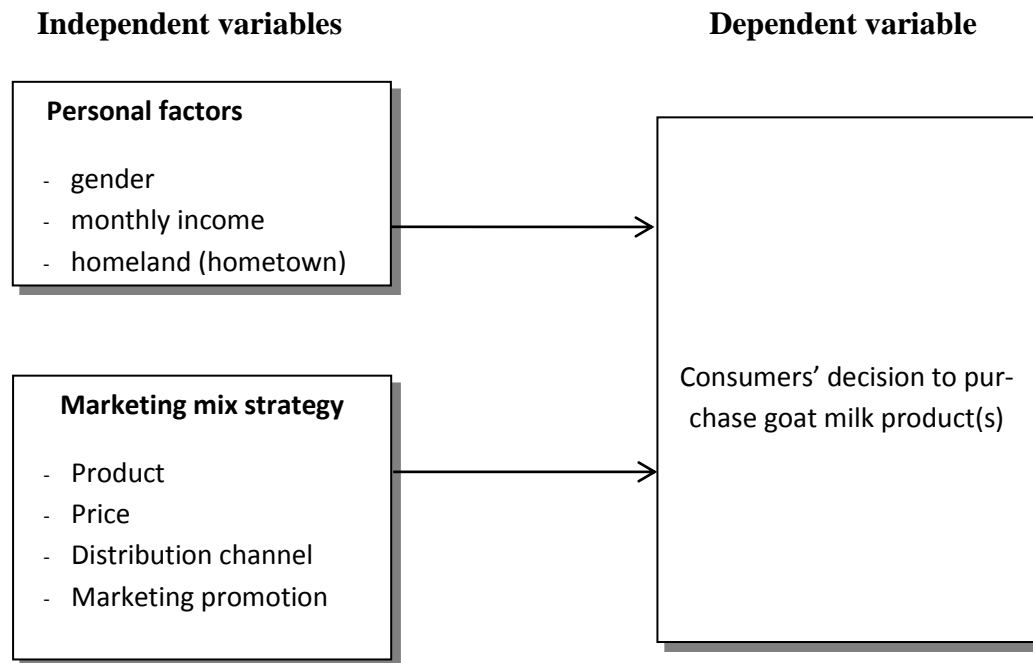 Independent variables
Dependent variable
Personal factors
- gender
- monthly income
- homeland (hometown)
Marketing mix strategy
- Product
- Price
- Distribution channel
- Marketing promotion
Consumers’ decision to pur-
chase goat milk product(s)